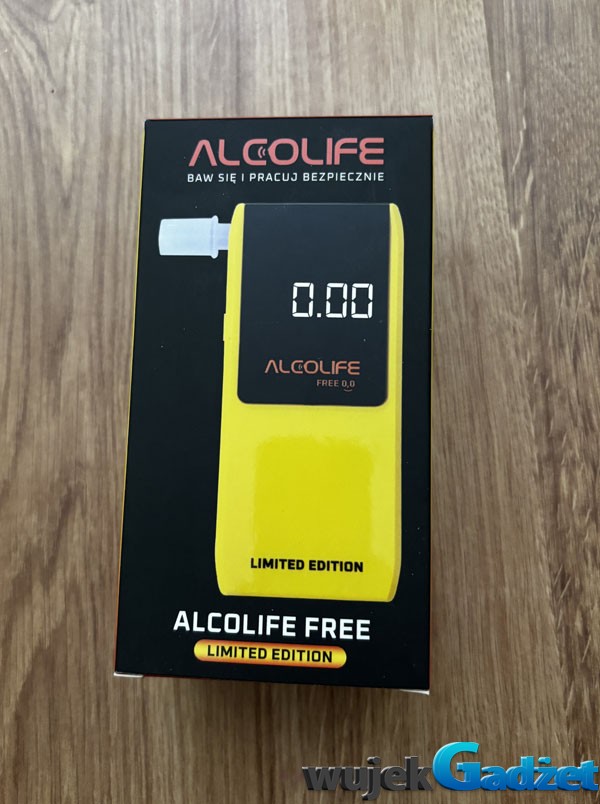 ALCOLIFE
BAW SIĘ I PRACUJ BEZPIECZNIE
0.00
ALCOLIFE
FREE 0,0
LIMITED EDITION
ALCOLIFE FREE
LIMITED EDITION
wujekGadżet